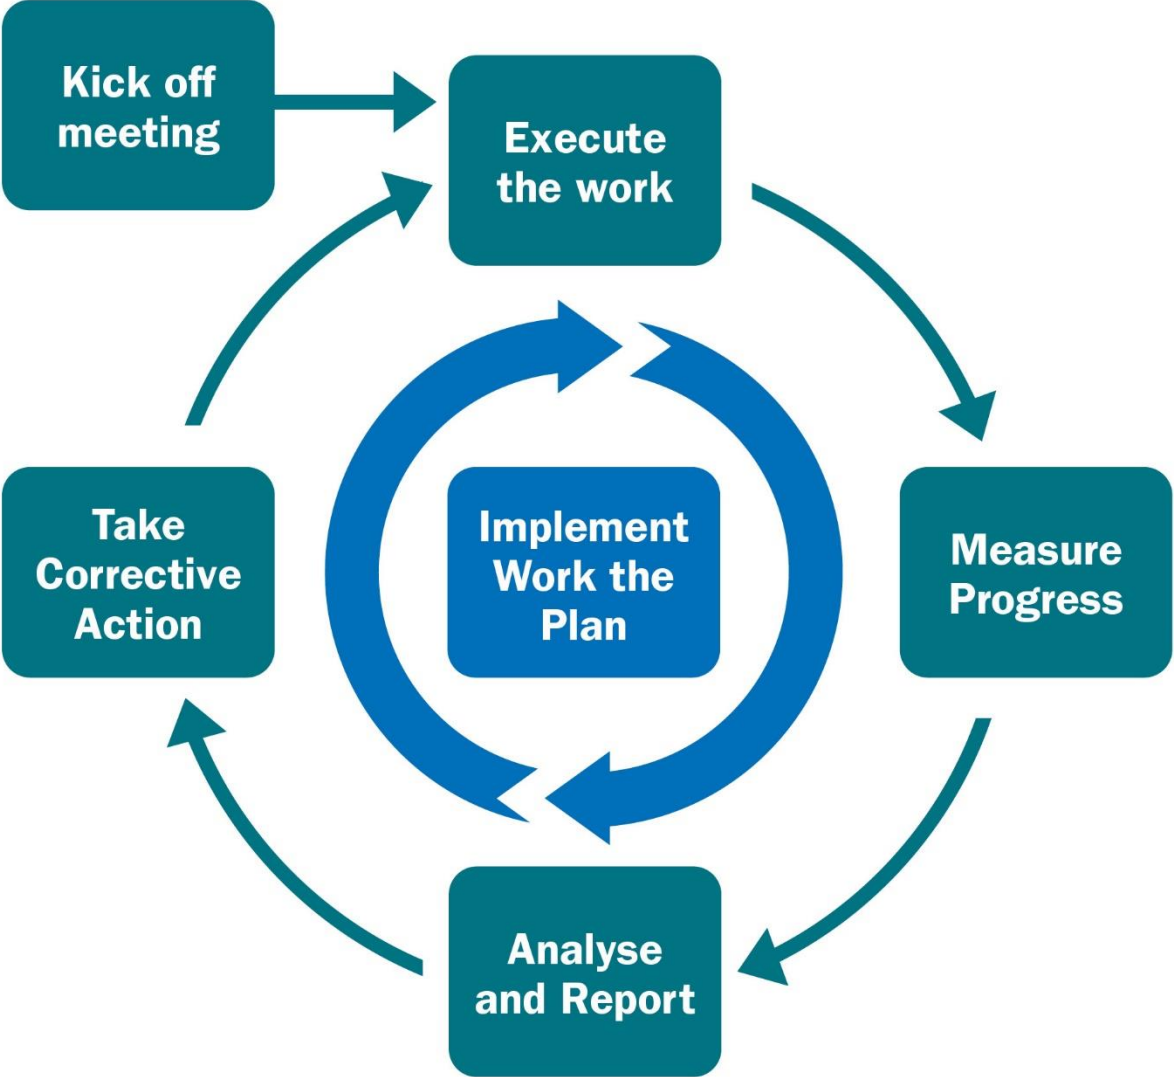 Kick off
meeting
Execute
the work
Measure
Progress
Analyse
and Report
Take
Corrective
Action
Implement
Work the
Plan